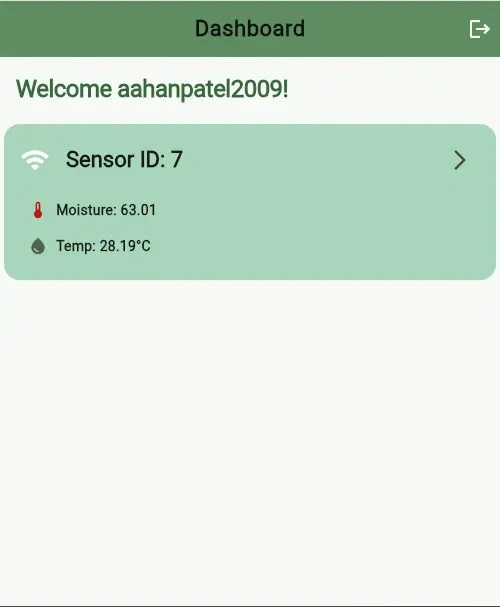 Dashboard
Welcome aahanpatel2009!
Sensor ID: 7
Moisture: 63.01
Temp: 28.19°C